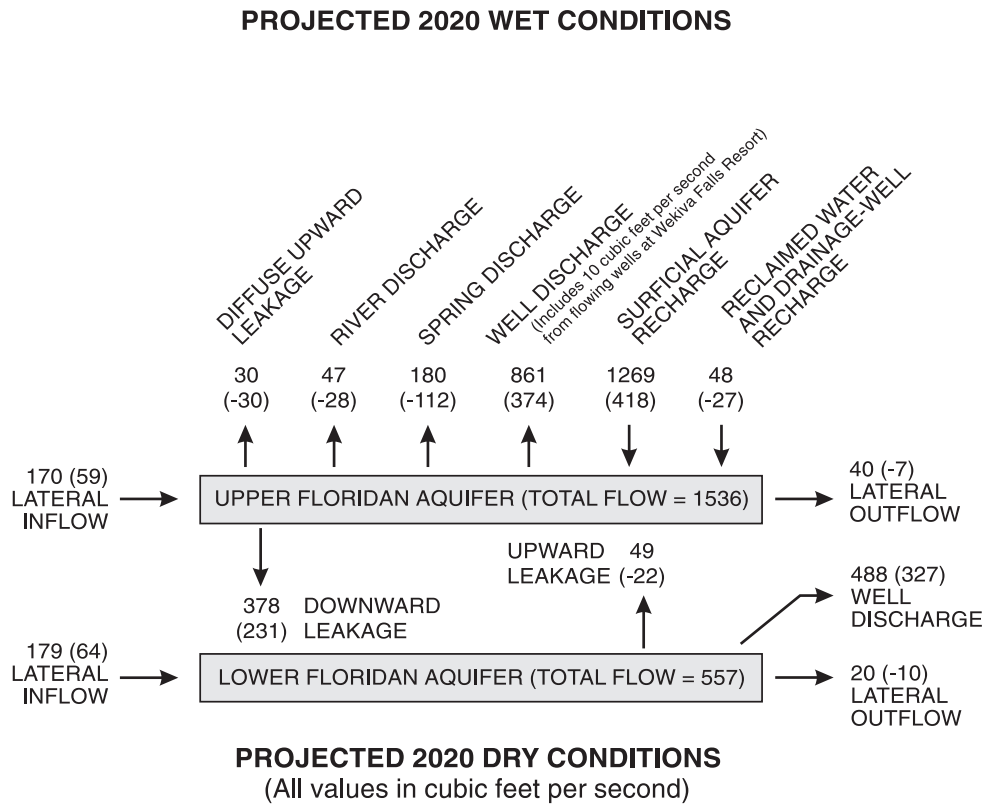 PROJECTED 2020 WET CONDITIONS
DIFFUSE UPWARD
LEAKAGE
RIVER DISCHARGE
SPRING DISCHARGE
WELL DISCHARGE
(Includes 10 cubic feet per second
from flowing wells at Wekiva Falls Resort)
SURFICIAL AQUIFER
RECHARGE
RECLAIMED WATER
AND DRAINAGE-WELL
RECHARGE
30
(-30)
47
(-28)
180
(-112)
861
(374)
1269
(418)
48
(-27)
170 (59)
LATERAL
INFLOW
UPPER FLORIDAN AQUIFER (TOTAL FLOW = 1536)
40 (-7)
LATERAL
OUTFLOW
378 DOWNWARD
(231) LEAKAGE
UPWARD 49
LEAKAGE (-22)
488 (327)
WELL
DISCHARGE
179 (64)
LATERAL
INFLOW
LOWER FLORIDAN AQUIFER (TOTAL FLOW = 557)
20 (-10)
LATERAL
OUTFLOW
PROJECTED 2020 DRY CONDITIONS
(All values in cubic feet per second)